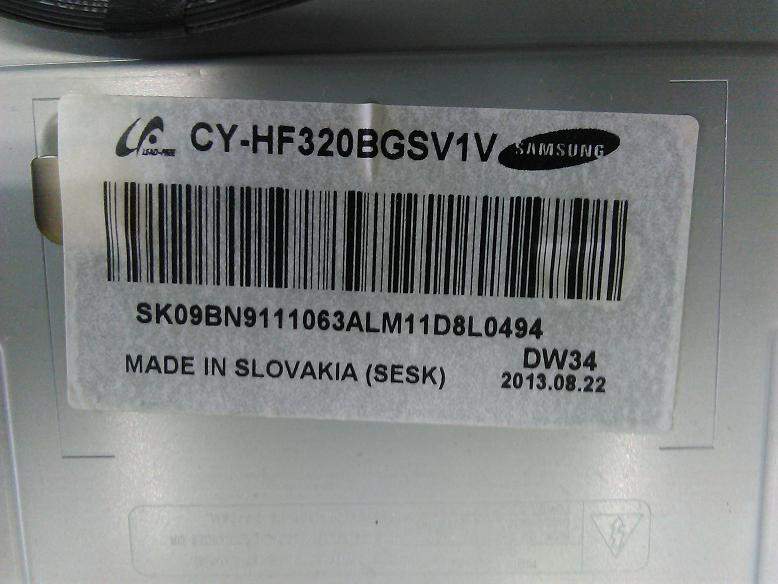 LEAD-FREE CY-HF320BGSV1V SAMSUNG
SK09BN9111063ALM11D8L0494
DW34
MADE IN SLOVAKIA (SESK) 2013.08.22